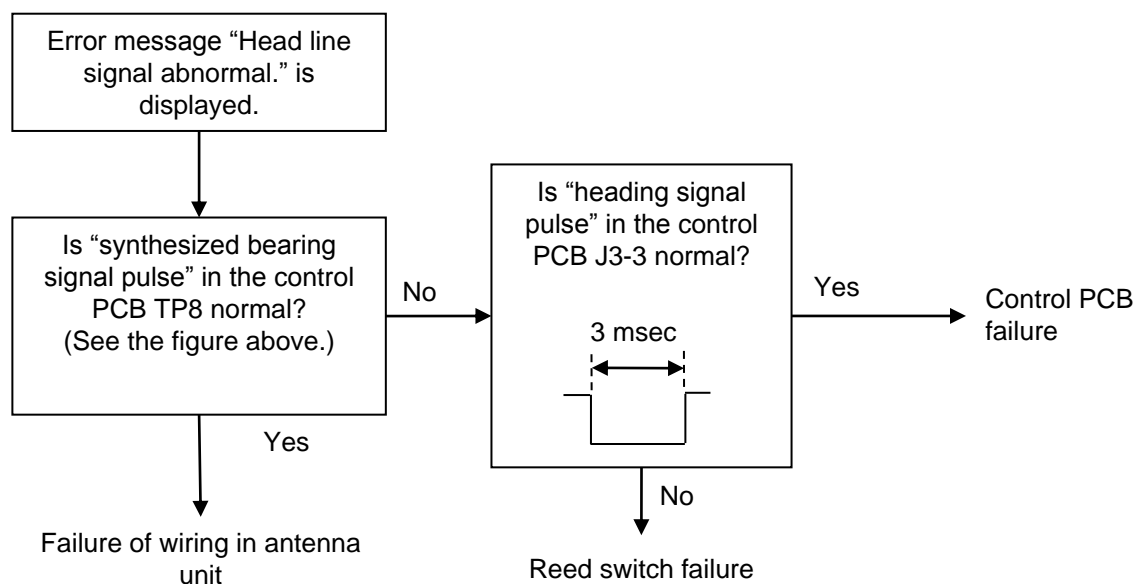 Error message “Head line
signal abnormal.” is
displayed.
Is “synthesized bearing
signal pulse” in the control
PCB TP8 normal?
(See the figure above.)
No
Yes
Failure of wiring in antenna
unit
Is “heading signal
pulse” in the control
PCB J3-3 normal?
3 msec
Yes
Control PCB
failure
No
Reed switch failure